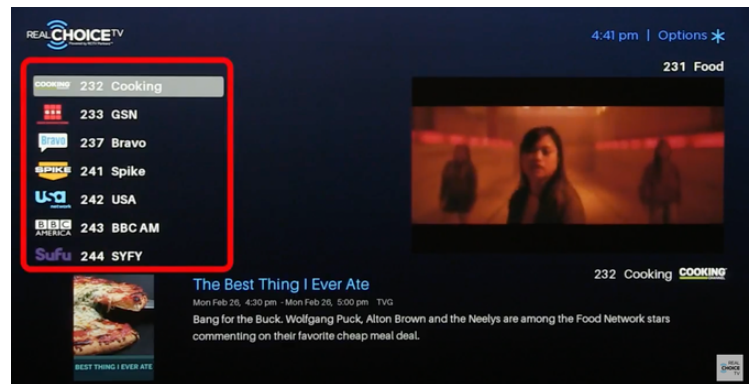 REAL CHOICE TV
4:41 pm | Options
231 Food
COOKING 232 Cooking
233 GSN
Bravo 237 Bravo
SPIKE 241 Spike
usa network 242 USA
BBC AMERICA 243 BBC AM
Syfy 244 SYFY
232 Cooking COOKING CHANNEL
The Best Thing I Ever Ate
Mon Feb 26, 4:30 pm - Mon Feb 26, 5:00 pm TVG
Bang for the Buck. Wolfgang Puck, Alton Brown and the Neelys are among the Food Network stars
commenting on their favorite cheap meal deal.
BEST THING I EVER ATE
REAL CHOICE TV